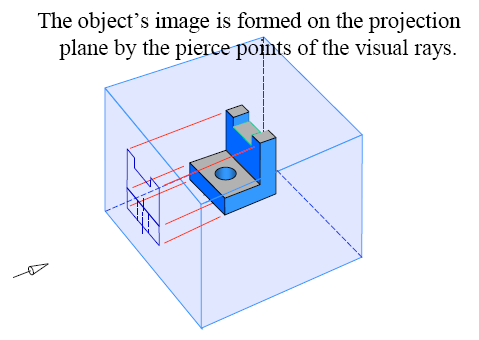 The object’s image is formed on the projection
plane by the pierce points of the visual rays.